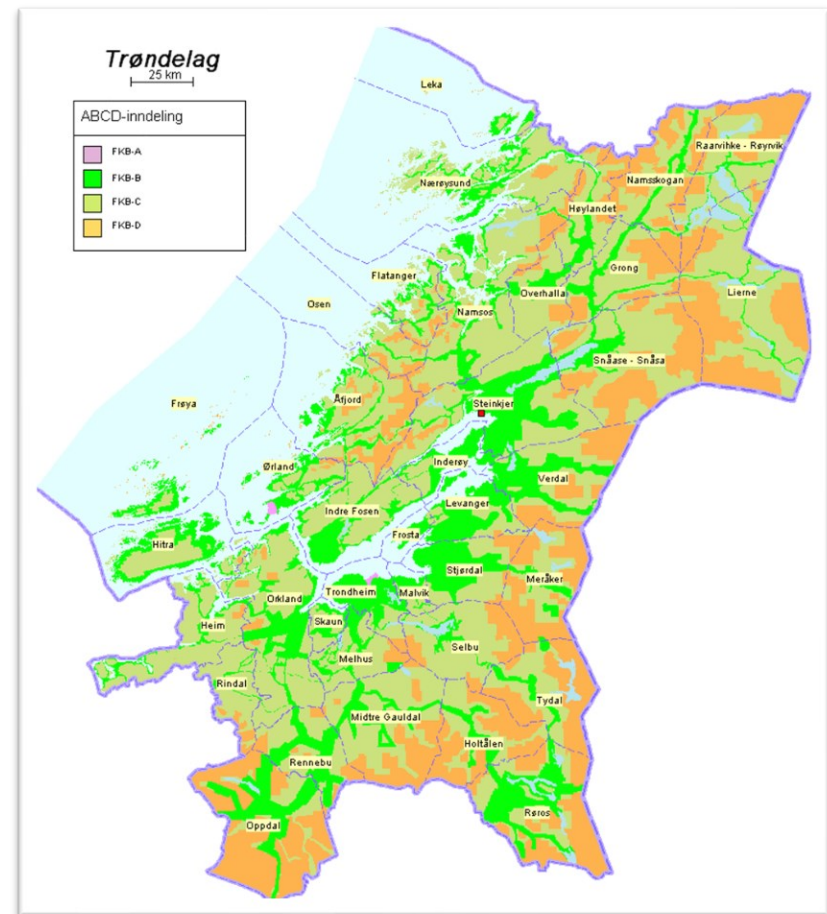 Trøndelag
25 km
ABCD-inndeling
FKB-A
FKB-B
FKB-C
FKB-D
Leka
Raarvihke - Røyrvik
Nærøysund
Namsskogan
Høylandet
Grong
Flatanger
Overhalla
Lierne
Osen
Namsos
Snåase - Snåsa
Frøya
Åfjord
Steinkjer
Ørland
Inderøy
Verdal
Levanger
Indre Fosen
Frosta
Hitra
Stjørdal
Meråker
Orkland
Trondheim
Malvik
Heim
Skaun
Selbu
Melhus
Rindal
Tydal
Midtre Gauldal
Holtålen
Rennebu
Røros
Oppdal